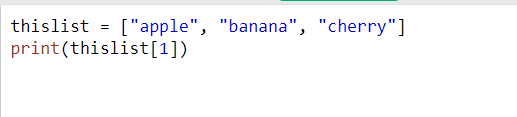 thislist = ["apple", "banana", "cherry"]
print(thislist[1])